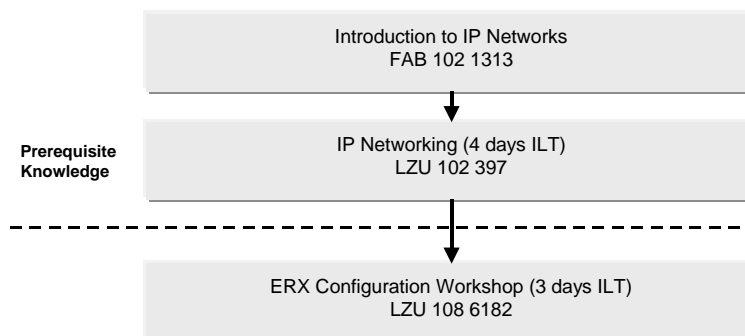 Introduction to IP Networks
FAB 102 1313
IP Networking (4 days ILT)
LZU 102 397
Prerequisite
Knowledge
ERX Configuration Workshop (3 days ILT)
LZU 108 6182